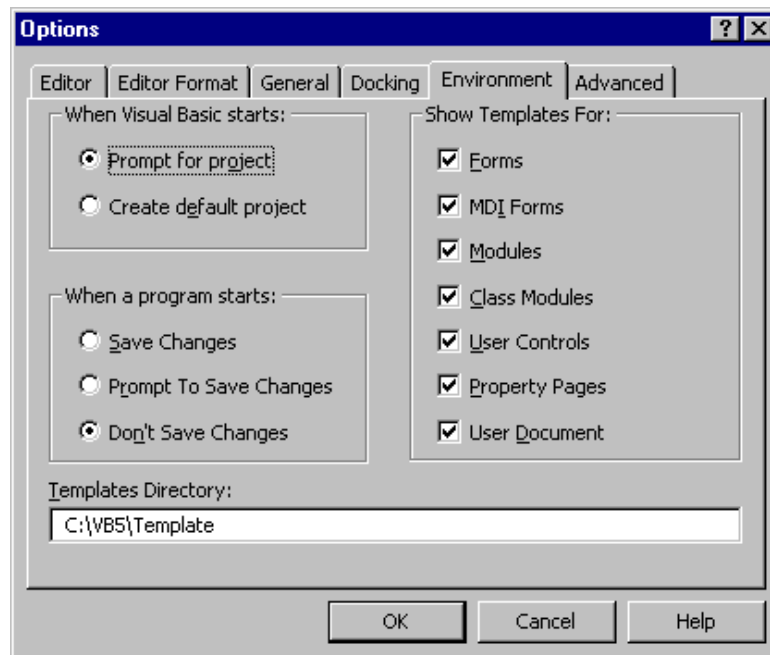 Options
Editor Editor Format General Docking Environment Advanced
When Visual Basic starts:
Prompt for project
Create default project
When a program starts:
Save Changes
Prompt To Save Changes
Don't Save Changes
Show Templates For:
Forms
MDI Forms
Modules
Class Modules
User Controls
Property Pages
User Document
Templates Directory:
C:\VB5\Template
OK Cancel Help